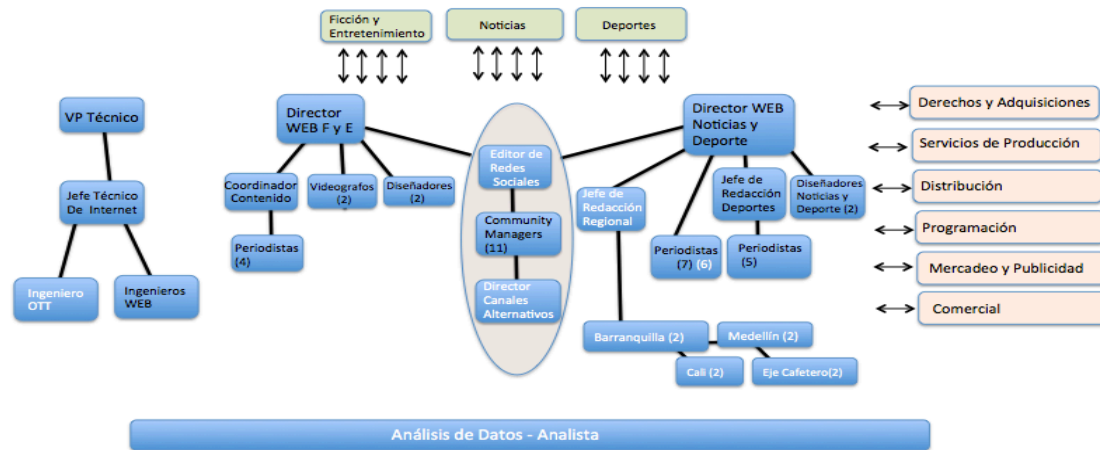 Ficción y
Entretenimiento
Noticias
Deportes
VP Técnico
Jefe Técnico
De Internet
Ingeniero
OTT
Ingenieros
WEB
Director
WEB F y E
Coordinador
Contenido
Videografos
(2)
Diseñadores
(2)
Periodistas
(4)
Editor de
Redes
Sociales
Community
Managers
(11)
Director
Canales
Alternativos
Director WEB
Noticias y
Deporte
Jefe de
Redacción
Regional
Periodistas
(7) (6)
Jefe de
Redacción
Deportes
Periodistas
(5)
Diseñadores
Noticias y
Deporte (2)
Barranquilla (2)
Medellín (2)
Cali (2)
Eje Cafetero(2)
Derechos y Adquisiciones
Servicios de Producción
Distribución
Programación
Mercadeo y Publicidad
Comercial
Análisis de Datos - Analista